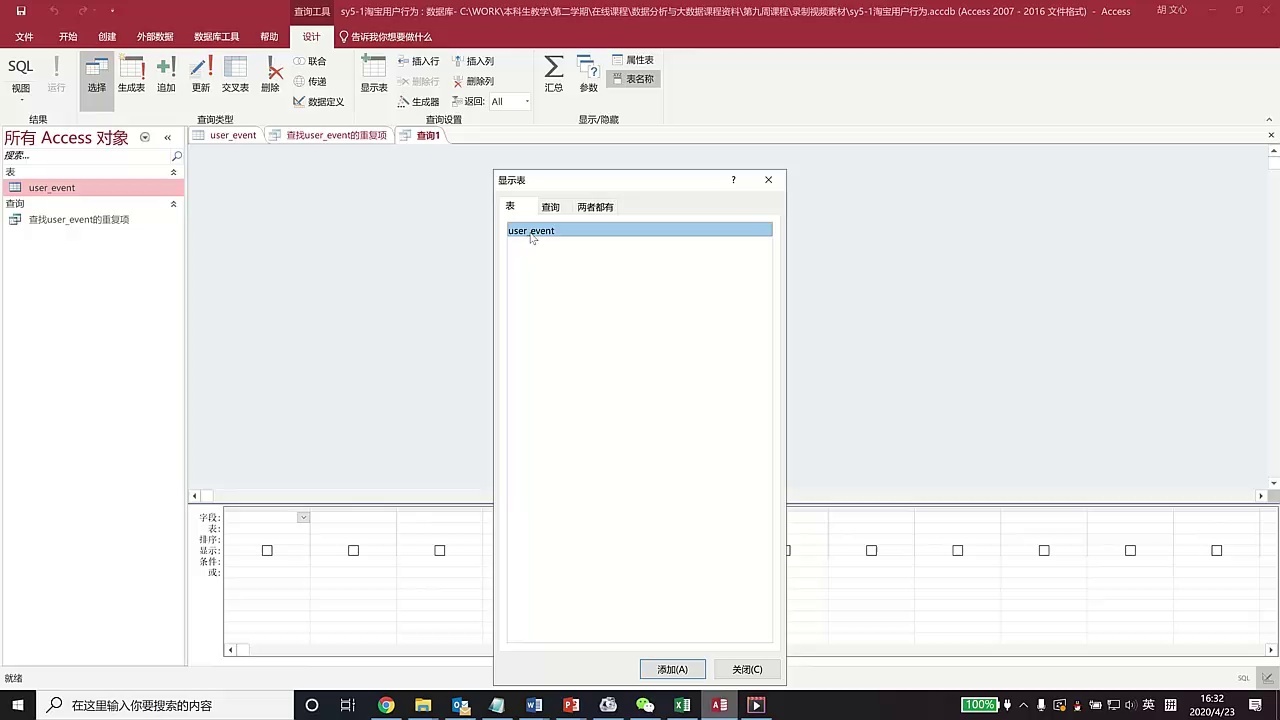 查询工具
sy5-1淘宝用户行为 : 数据库- C:\WORK\本科生教学\第二学期\在线课程\数据分析与大数据课程资料\第九周课程\录制视频素材\sy5-1淘宝用户行为.accdb (Access 2007 - 2016 文件格式) - Access
胡 文心
文件 开始 创建 外部数据 数据库工具 帮助 设计 告诉我你想要做什么
SQL 视图 运行 选择 生成表 追加 更新 交叉表 删除 联合 传递 数据定义 显示表 插入行 删除行 生成器 插入列 删除列 返回: All 汇总 参数 属性表 表名称
结果 查询类型 查询设置 显示/隐藏
所有 Access 对象
搜索...
表
user_event
查询
查找user_event的重复项
user_event 查找user_event的重复项 查询1
显示表 ?
表 查询 两者都有
user_event
添加(A) 关闭(C)
字段:
表:
排序:
显示:
条件:
或:
就绪
SQL
在这里输入你要搜索的内容
100%
英
16:32
2020/4/23